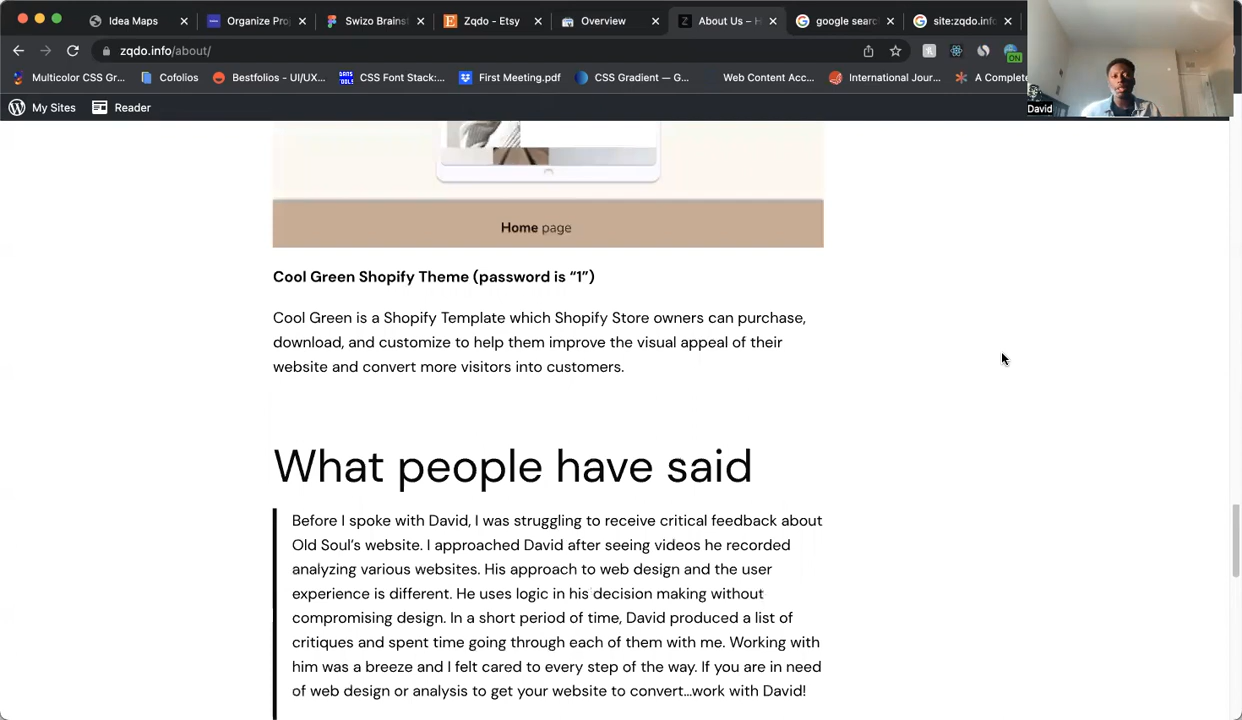 Idea Maps
Organize Pro
Swizo Brains
Zqdo - Etsy
Overview
About Us – H
google searc
site:zqdo.info
zqdo.info/about/
ON
Multicolor CSS Gr...
Cofolios
Bestfolios - UI/UX...
CSS Font Stack:...
First Meeting.pdf
CSS Gradient — G...
Web Content Acc...
International Jour...
A Complete
David
My Sites
Reader
Home page
Cool Green Shopify Theme (password is “1”)
Cool Green is a Shopify Template which Shopify Store owners can purchase,
download, and customize to help them improve the visual appeal of their
website and convert more visitors into customers.
What people have said
Before I spoke with David, I was struggling to receive critical feedback about
Old Soul’s website. I approached David after seeing videos he recorded
analyzing various websites. His approach to web design and the user
experience is different. He uses logic in his decision making without
compromising design. In a short period of time, David produced a list of
critiques and spent time going through each of them with me. Working with
him was a breeze and I felt cared to every step of the way. If you are in need
of web design or analysis to get your website to convert...work with David!